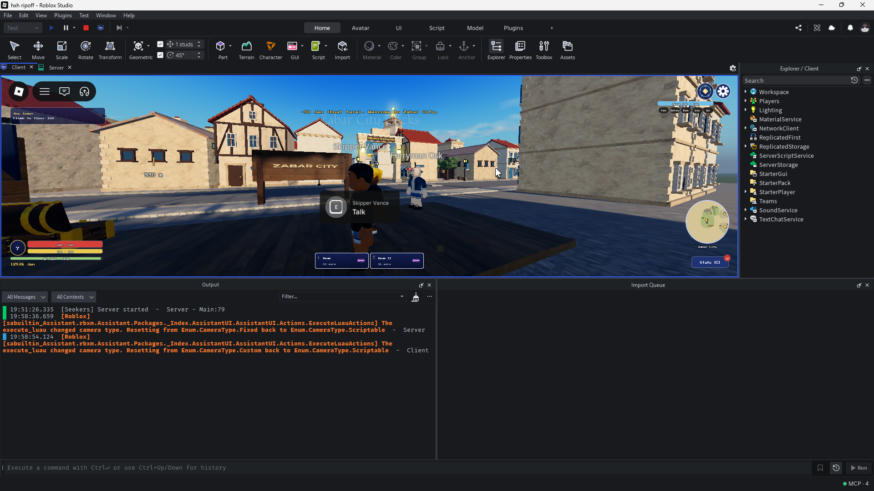 hxh ripoff - Roblox Studio
File Edit View Plugins Test Window Help
Test
Home Avatar UI Script Model Plugins
1 studs
45°
Select Move Scale Rotate Transform Geometric Part Terrain Character GUI Script Import Material Color Group Lock Anchor Explorer Properties Toolbox Assets
Client Server
ZABAN CITY
E
Skipper Vance
Talk
Output
Import Queue
All Messages All Contexts Filter...
19:51:26.335 [Seekers] Server started - Server - Main:79
19:58:36.659 [Roblox]
[sabuiltin_Assistant.rbxm.Assistant.Packages._Index.AssistantUI.AssistantUI.Actions.ExecuteLuauActions] The
execute_luau changed camera type. Resetting from Enum.CameraType.Fixed back to Enum.CameraType.Scriptable - Server
19:58:54.124 [Roblox]
[sabuiltin_Assistant.rbxm.Assistant.Packages._Index.AssistantUI.AssistantUI.Actions.ExecuteLuauActions] The
execute_luau changed camera type. Resetting from Enum.CameraType.Custom back to Enum.CameraType.Scriptable - Client
Execute a command with Ctrl+↵ or use Ctrl+Up/Down for history
Run
MCP · 4
Explorer / Client
Search
Workspace
Players
Lighting
MaterialService
NetworkClient
ReplicatedFirst
ReplicatedStorage
ServerScriptService
ServerStorage
StarterGui
StarterPack
StarterPlayer
Teams
SoundService
TextChatService